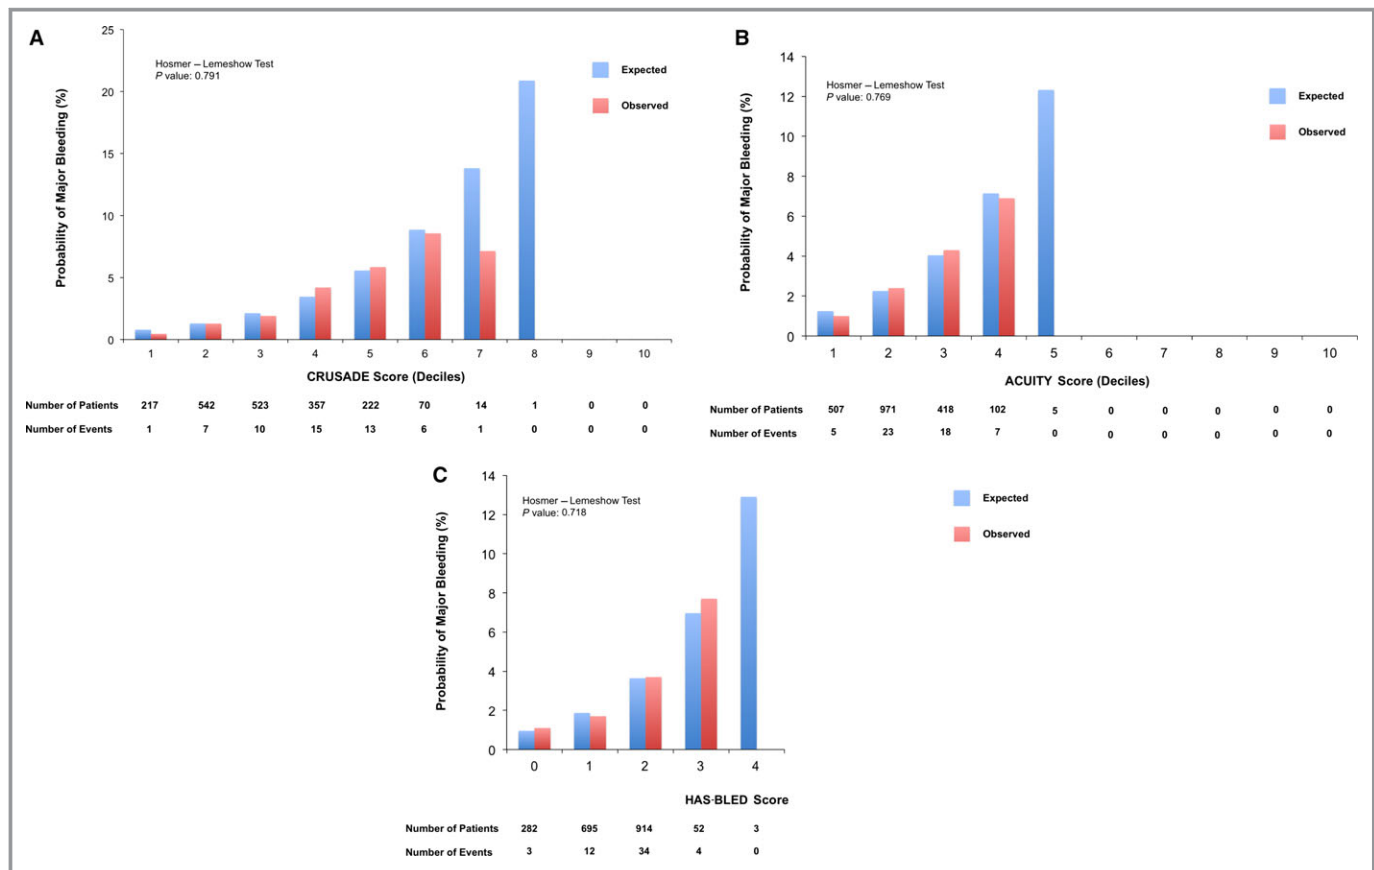 A
25
20
15
10
5
0
Probability of Major Bleeding (%)
Hosmer – Lemeshow Test
P value: 0.791
Expected
Observed
1 2 3 4 5 6 7 8 9 10
CRUSADE Score (Deciles)
Number of Patients 217 542 523 357 222 70 14 1 0 0
Number of Events 1 7 10 15 13 6 1 0 0 0
B
14
12
10
8
6
4
2
0
Probability of Major Bleeding (%)
Hosmer – Lemeshow Test
P value: 0.769
Expected
Observed
1 2 3 4 5 6 7 8 9 10
ACUITY Score (Deciles)
Number of Patients 507 971 418 102 5 0 0 0 0 0
Number of Events 5 23 18 7 0 0 0 0 0 0
C
14
12
10
8
6
4
2
0
Probability of Major Bleeding (%)
Hosmer – Lemeshow Test
P value: 0.718
Expected
Observed
0 1 2 3 4
HAS-BLED Score
Number of Patients 282 695 914 52 3
Number of Events 3 12 34 4 0